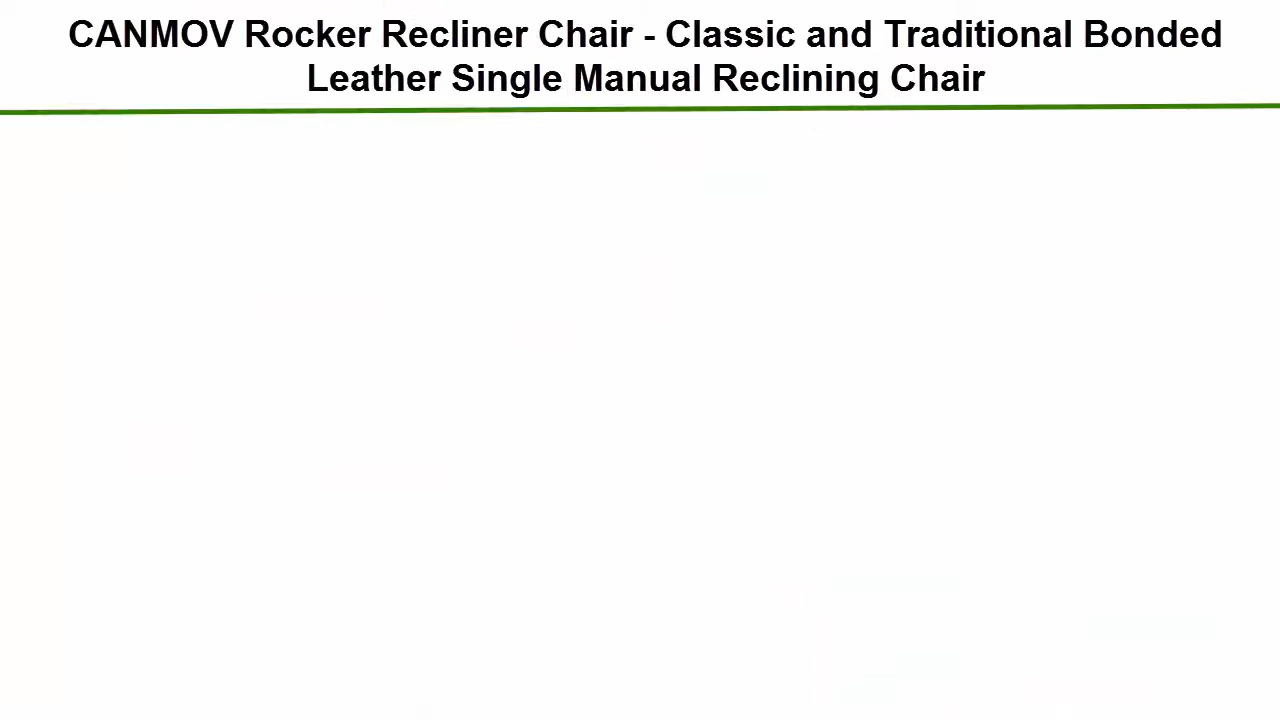 CANMOV Rocker Recliner Chair - Classic and Traditional Bonded
Leather Single Manual Reclining Chair